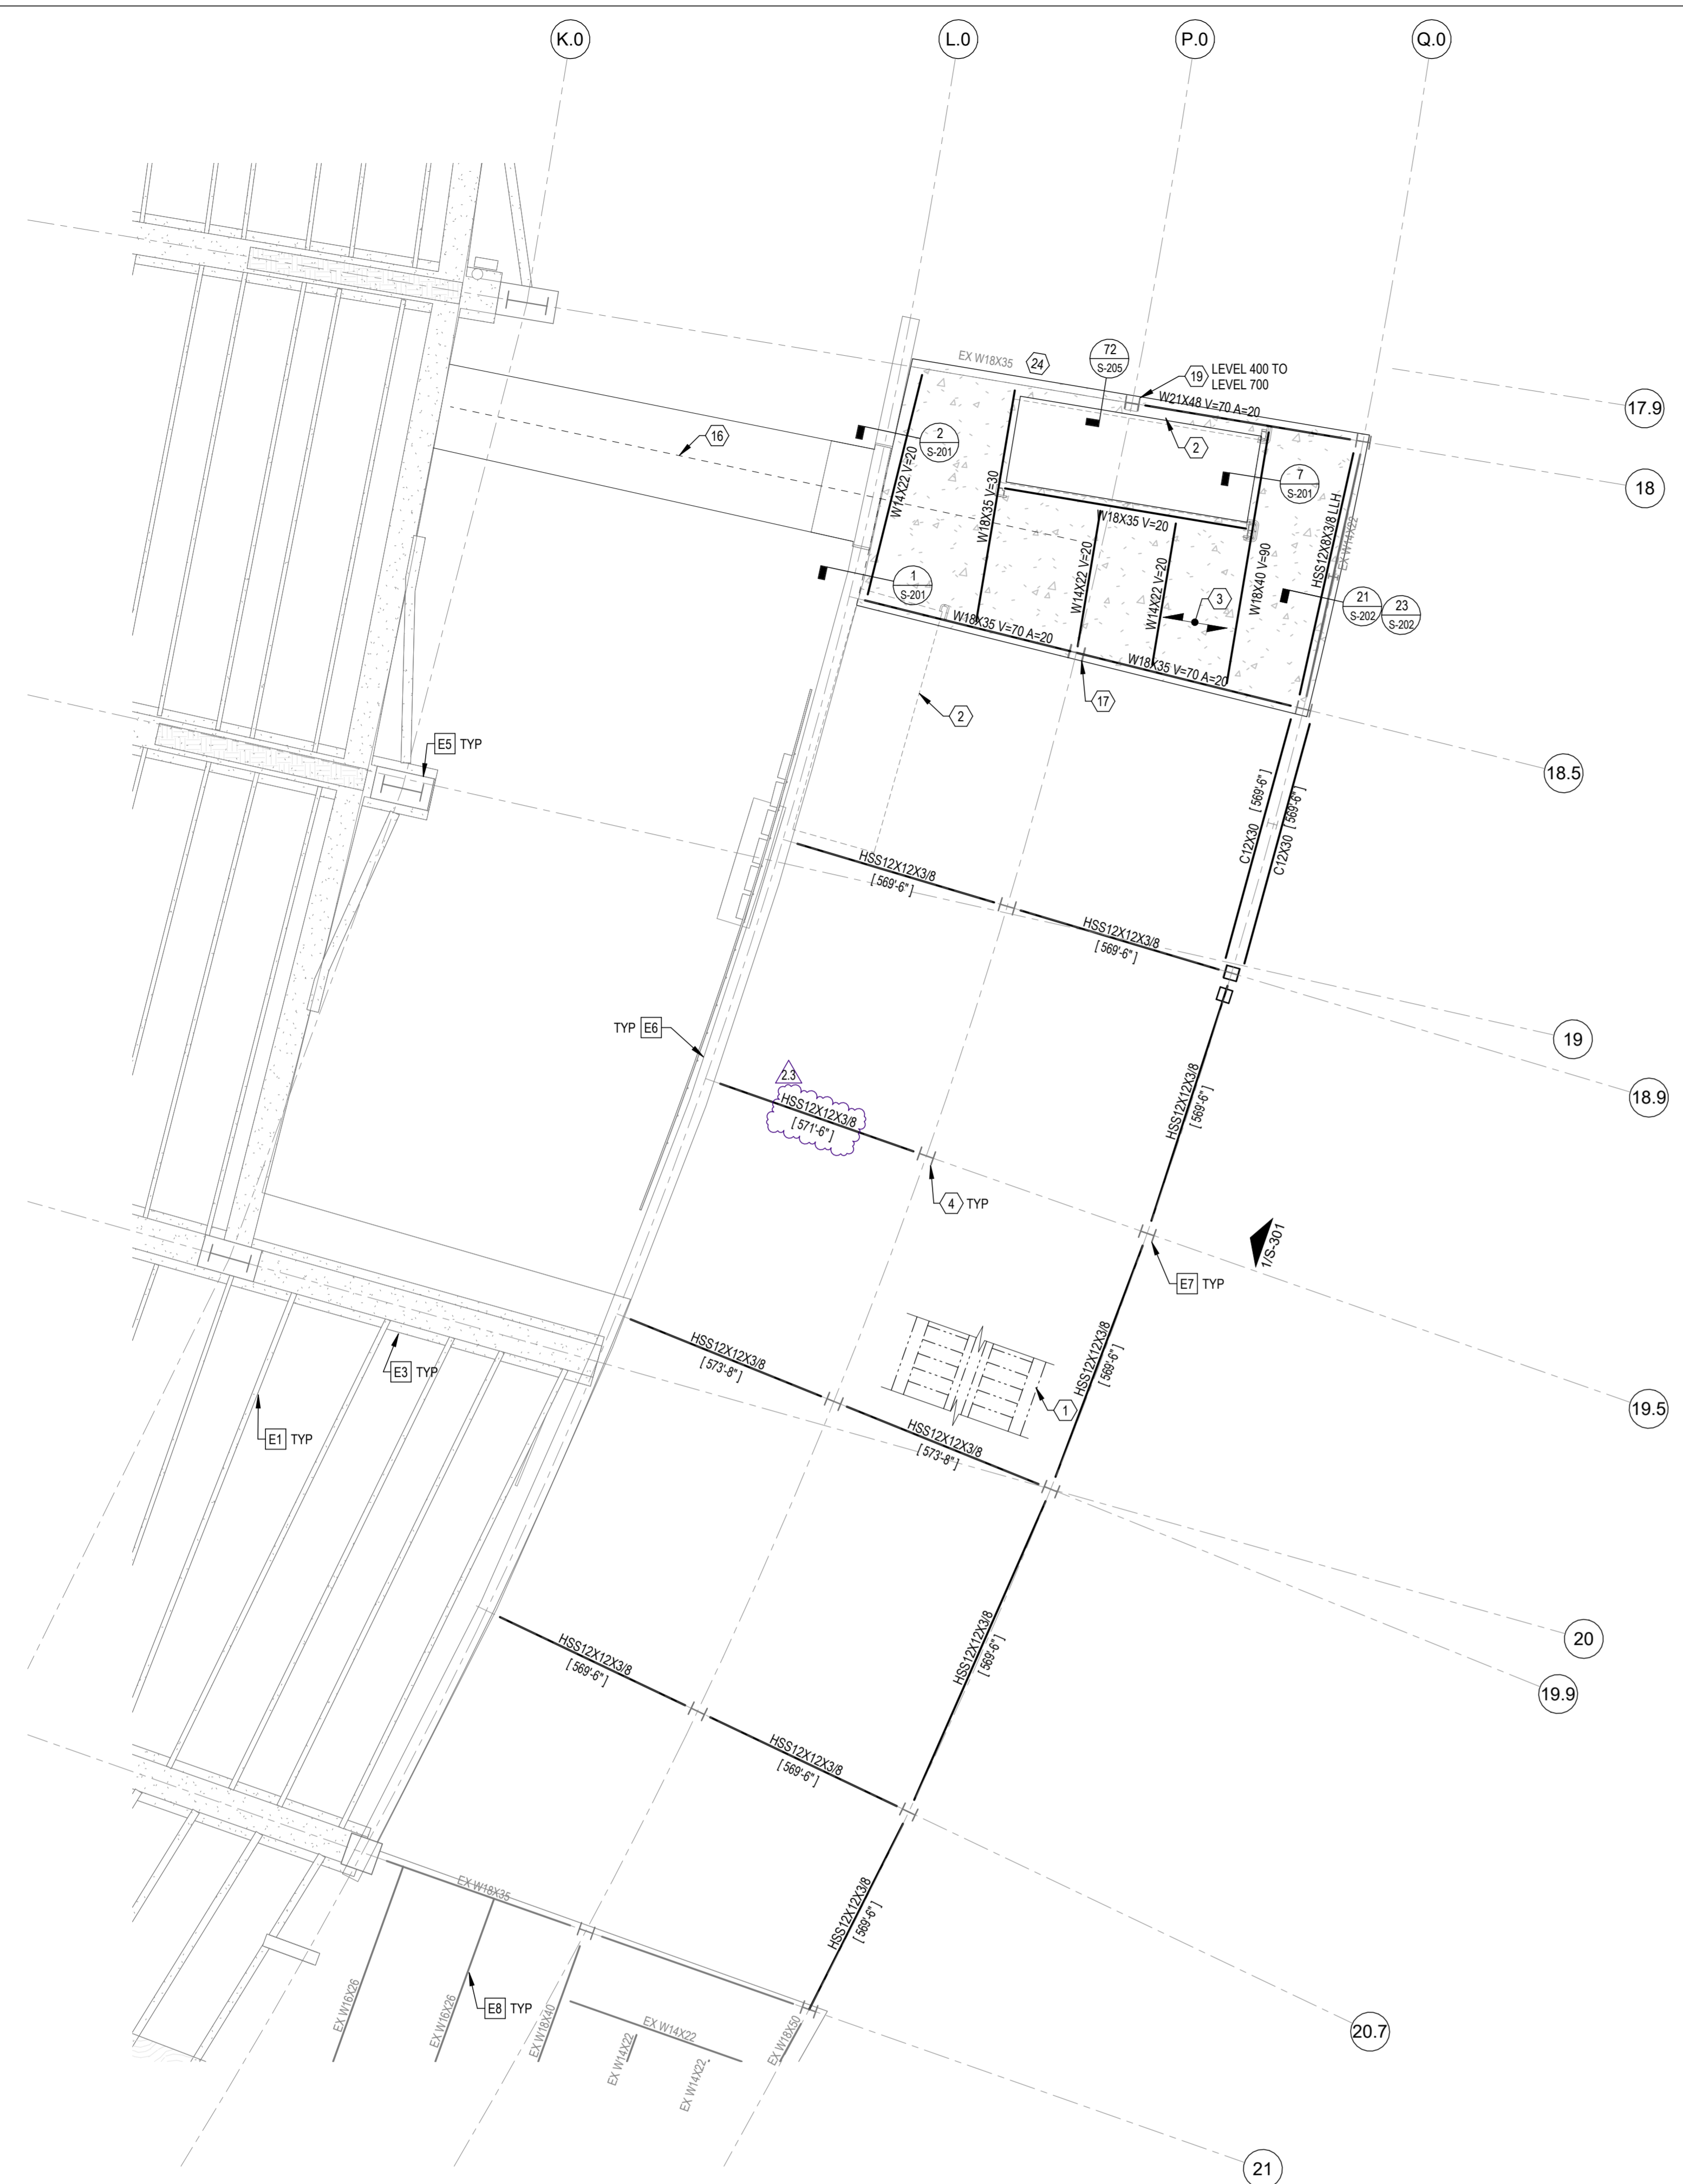 K.0
L.0
P.0
Q.0
EX W18X35
24
72
S-205
19
LEVEL 400 TO
LEVEL 700
W21X48 V=70 A=20
17.9
16
2
S-201
2
7
S-201
18
W14X22 V=20
W18X35 V=30
W18X35 V=20
HSS12X8X3/8 LLH
EX W14X22
1
S-201
W14X22 V=20
W14X22 V=20
W18X40 V=90
3
21
S-202
23
S-202
W18X35 V=70 A=20
W18X35 V=70 A=20
17
2
E5 TYP
18.5
C12X30 [ 569'-6" ]
C12X30 [ 569'-6" ]
HSS12X12X3/8
[ 569'-6" ]
HSS12X12X3/8
[ 569'-6" ]
TYP E6
19
2.3
HSS12X12X3/8
[ 571'-6" ]
HSS12X12X3/8
[ 569'-6" ]
18.9
4 TYP
1/S-301
E7 TYP
HSS12X12X3/8
[ 573'-8" ]
HSS12X12X3/8
[ 569'-6" ]
E3 TYP
1
19.5
E1 TYP
HSS12X12X3/8
[ 573'-8" ]
20
HSS12X12X3/8
[ 569'-6" ]
HSS12X12X3/8
[ 569'-6" ]
19.9
HSS12X12X3/8
[ 569'-6" ]
EX W18X35
HSS12X12X3/8
[ 569'-6" ]
EX W16X26
EX W16X26
E8 TYP
EX W18X40
EX W14X22
EX W14X22
EX W14X22
EX W18X50
20.7
21